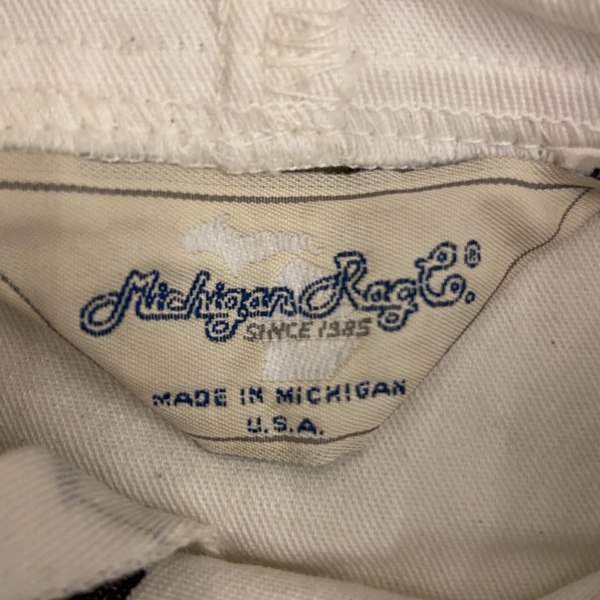 Michigan Rag Co.®
SINCE 1985
MADE IN MICHIGAN
U.S.A.